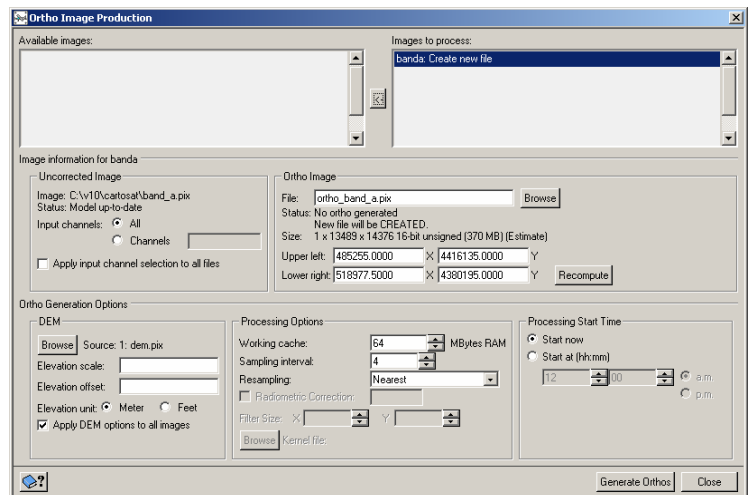 Ortho Image Production
Available images:
Images to process:
banda: Create new file
Image information for banda
Uncorrected Image
Image: C:\v10\cartosat\band_a.pix
Status: Model up-to-date
Input channels: All
Channels
Apply input channel selection to all files
Ortho Image
File: ortho_band_a.pix Browse
Status: No ortho generated
New file will be CREATED.
Size: 1 x 13489 x 14376 16-bit unsigned (370 MB) (Estimate)
Upper left: 485255.0000 X 4416135.0000 Y
Lower right: 518977.5000 X 4380195.0000 Y Recompute
Ortho Generation Options
DEM
Browse Source: 1: dem.pix
Elevation scale:
Elevation offset:
Elevation unit: Meter Feet
Apply DEM options to all images
Processing Options
Working cache: 64 MBytes RAM
Sampling interval: 4
Resampling: Nearest
Radiometric Correction:
Filter Size: X Y
Browse Kernel file:
Processing Start Time
Start now
Start at (hh:mm)
12 :00 a.m.
p.m.
?
Generate Orthos Close